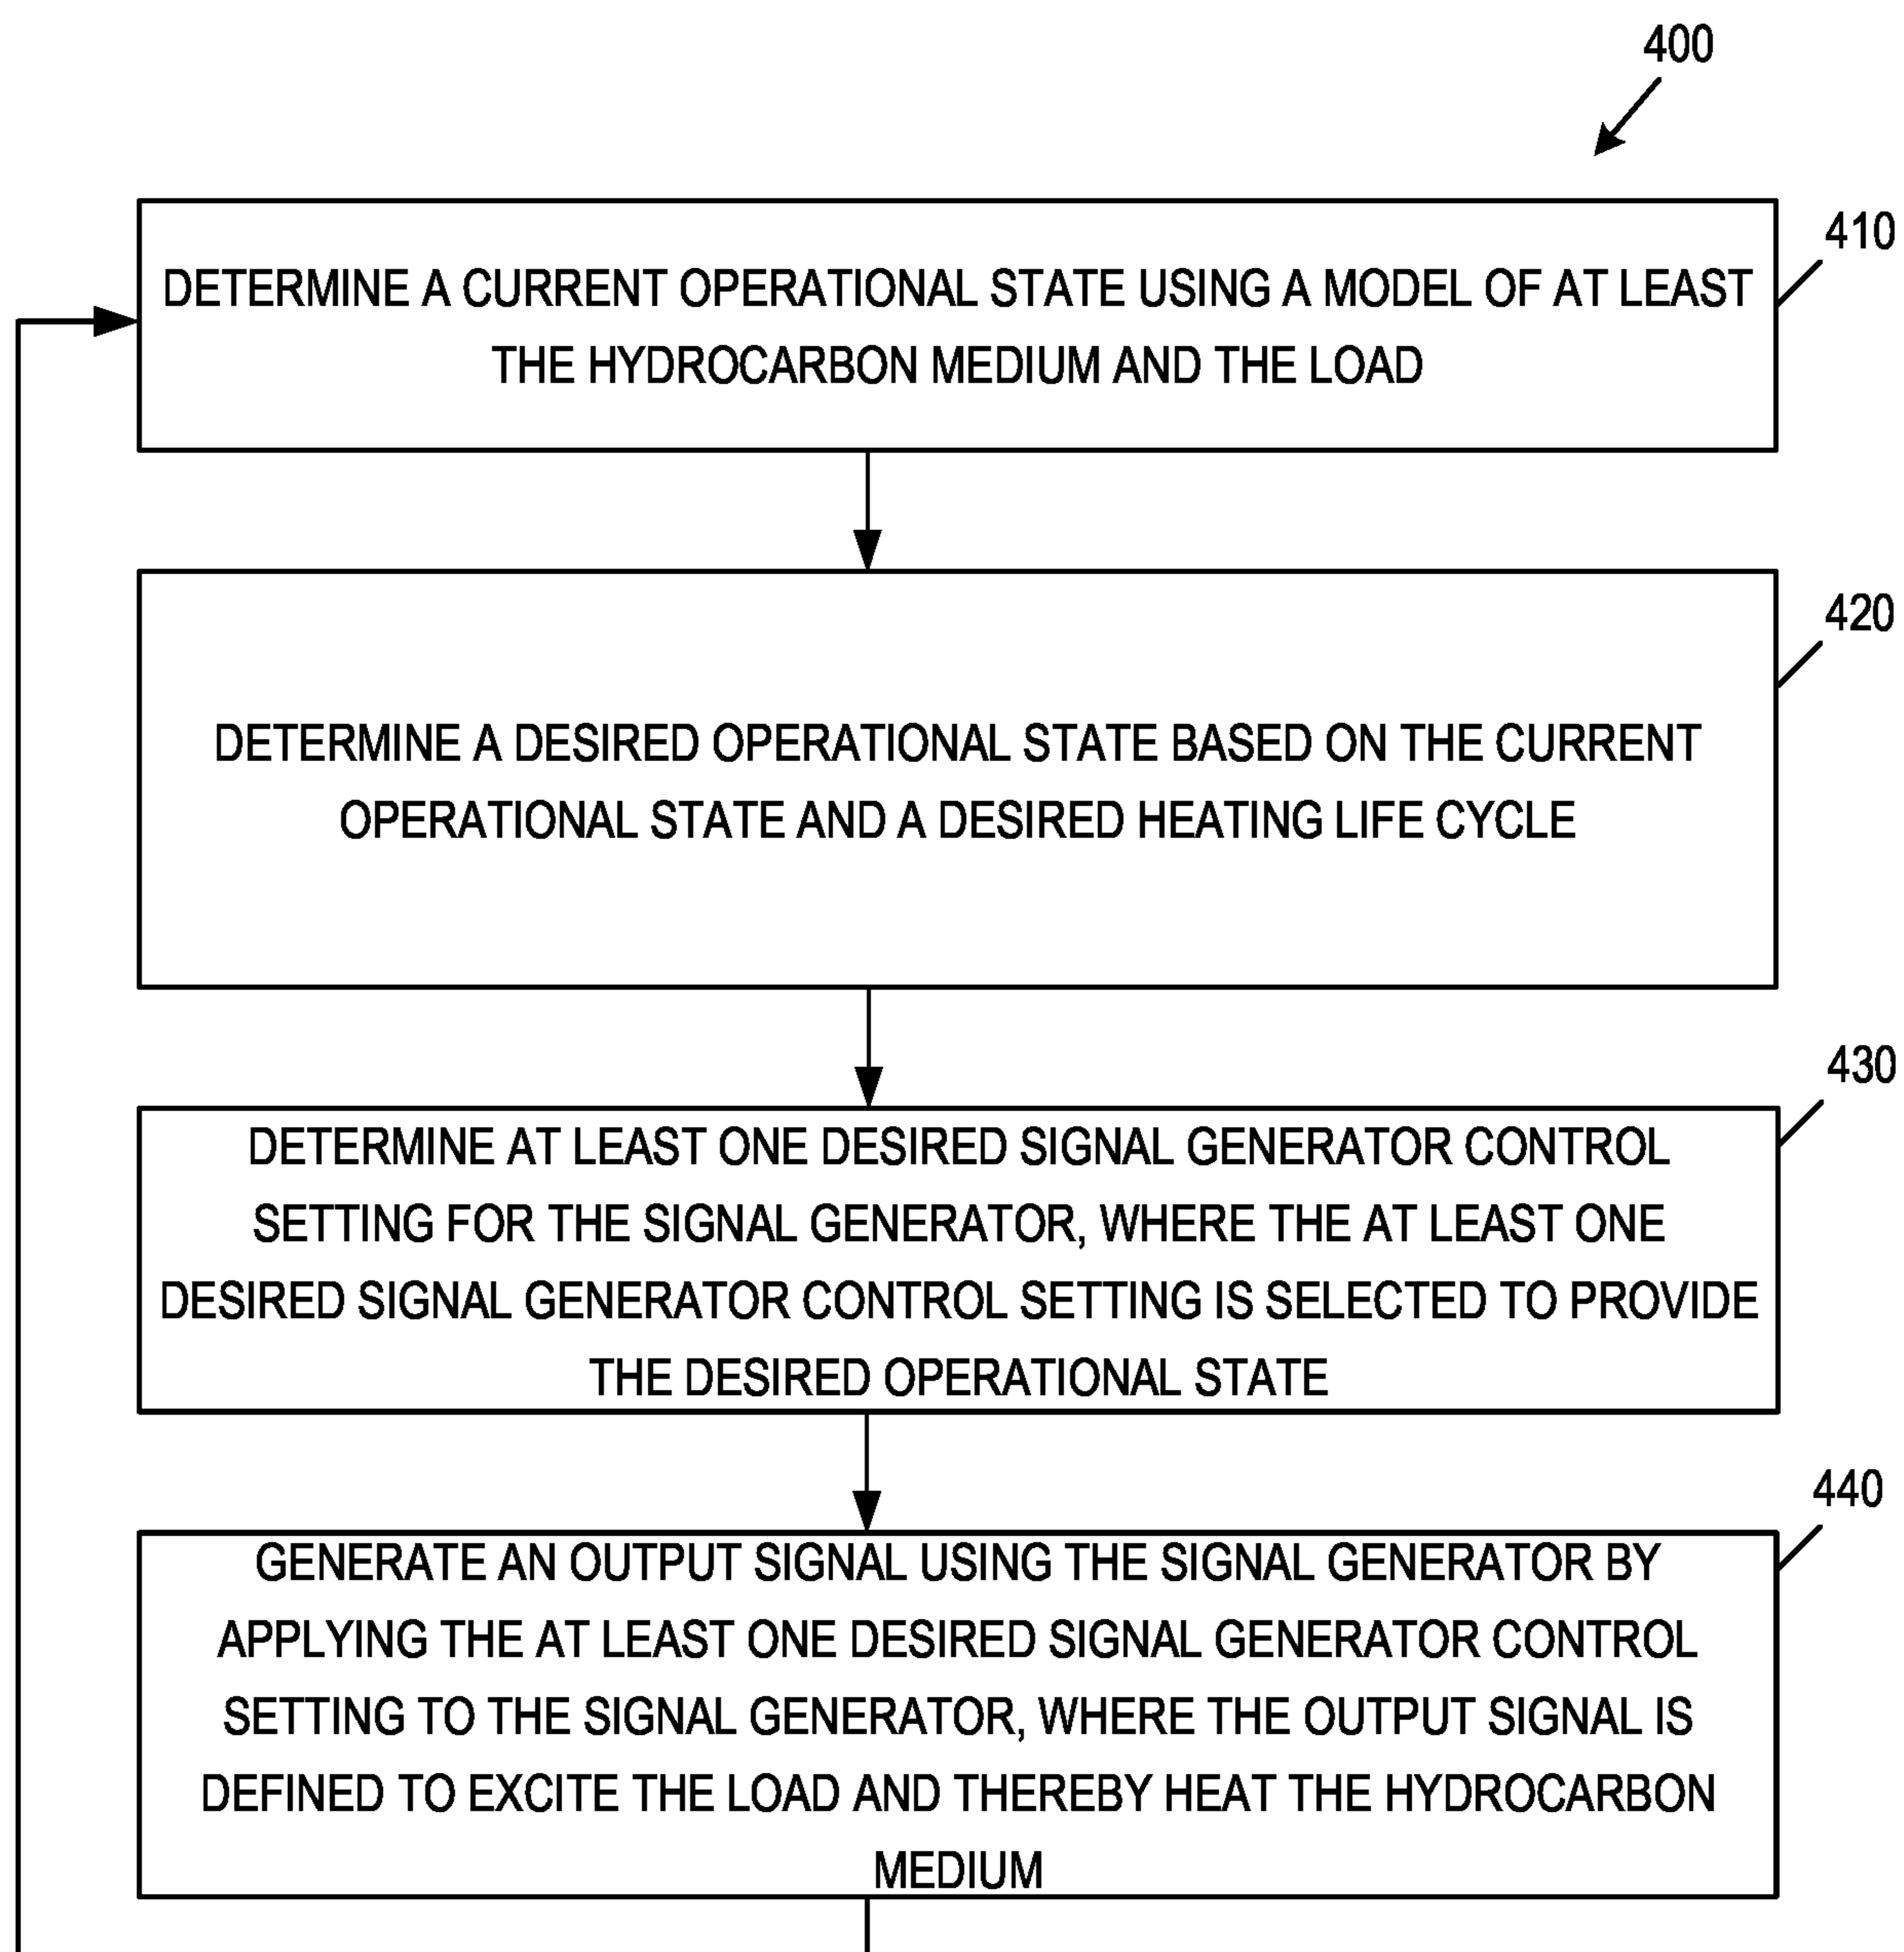 400
410
DETERMINE A CURRENT OPERATIONAL STATE USING A MODEL OF AT LEAST
THE HYDROCARBON MEDIUM AND THE LOAD
420
DETERMINE A DESIRED OPERATIONAL STATE BASED ON THE CURRENT
OPERATIONAL STATE AND A DESIRED HEATING LIFE CYCLE
430
DETERMINE AT LEAST ONE DESIRED SIGNAL GENERATOR CONTROL
SETTING FOR THE SIGNAL GENERATOR, WHERE THE AT LEAST ONE
DESIRED SIGNAL GENERATOR CONTROL SETTING IS SELECTED TO PROVIDE
THE DESIRED OPERATIONAL STATE
440
GENERATE AN OUTPUT SIGNAL USING THE SIGNAL GENERATOR BY
APPLYING THE AT LEAST ONE DESIRED SIGNAL GENERATOR CONTROL
SETTING TO THE SIGNAL GENERATOR, WHERE THE OUTPUT SIGNAL IS
DEFINED TO EXCITE THE LOAD AND THEREBY HEAT THE HYDROCARBON
MEDIUM